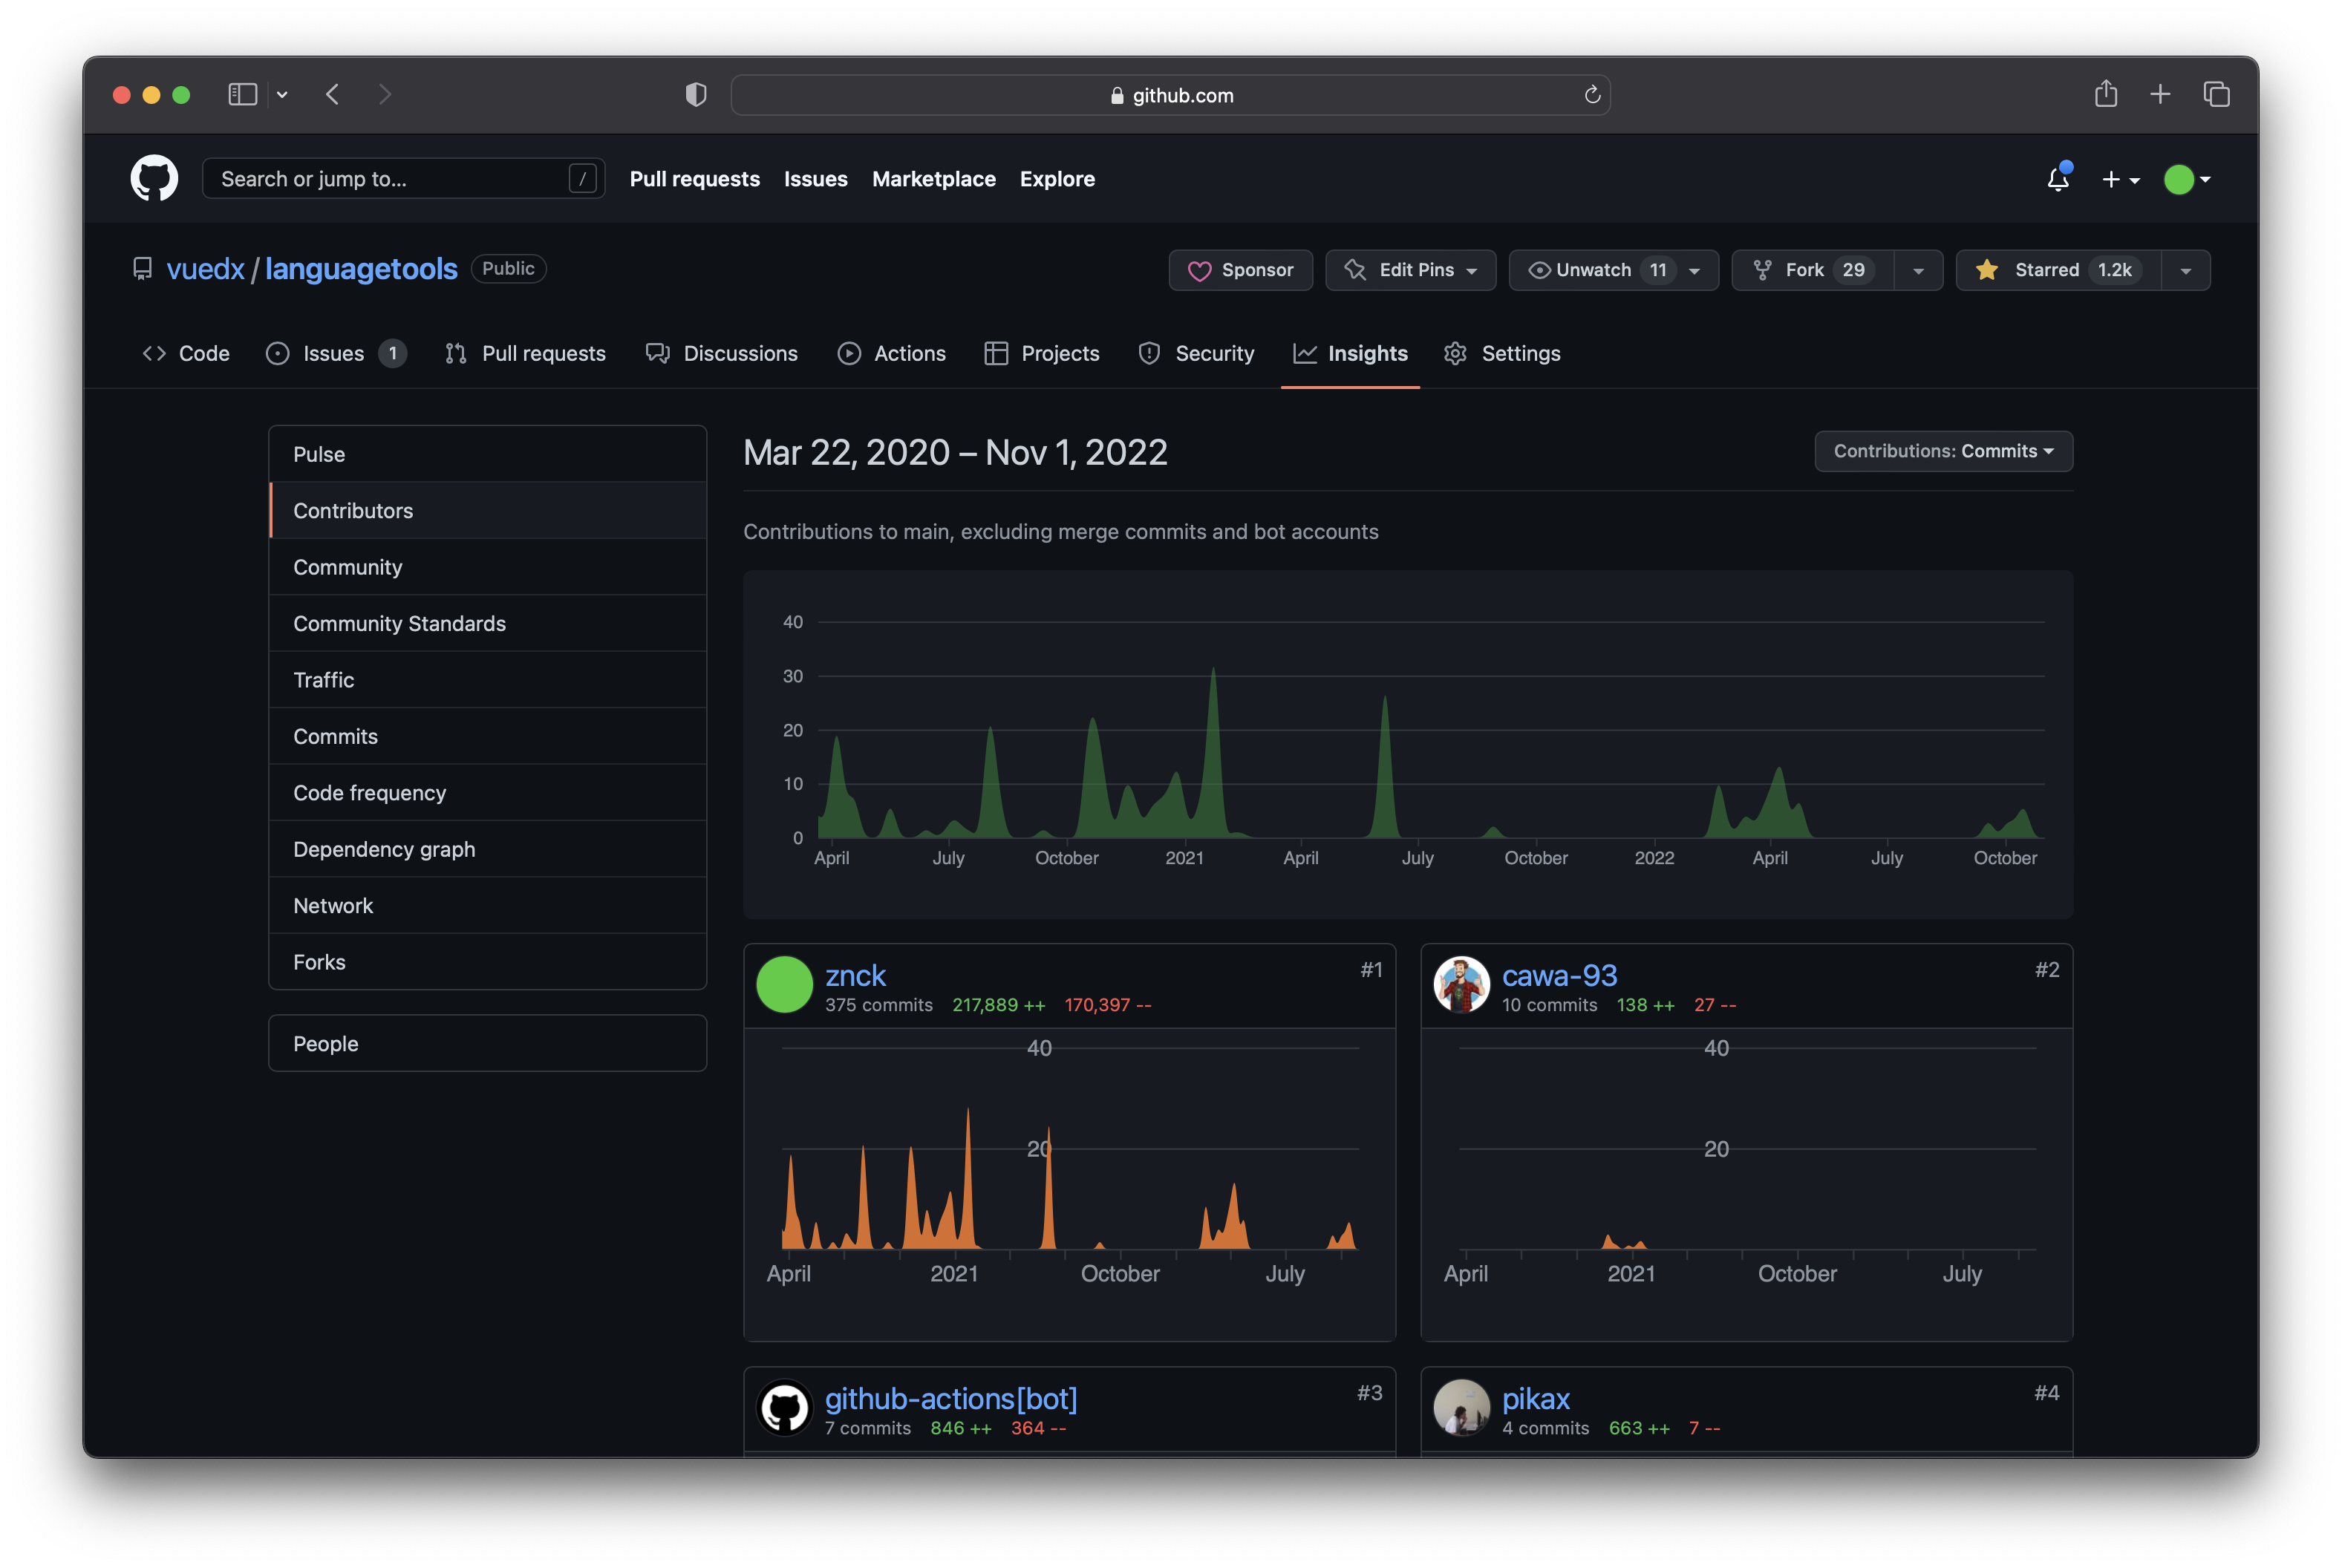 github.com
Search or jump to... /
Pull requests Issues Marketplace Explore
vuedx / languagetools Public
Sponsor Edit Pins Unwatch 11 Fork 29 Starred 1.2k
Code Issues 1 Pull requests Discussions Actions Projects Security Insights Settings
Pulse
Contributors
Community
Community Standards
Traffic
Commits
Code frequency
Dependency graph
Network
Forks
People
Mar 22, 2020 – Nov 1, 2022
Contributions: Commits
Contributions to main, excluding merge commits and bot accounts
40
30
20
10
0
April July October 2021 April July October 2022 April July October
znck #1
375 commits 217,889 ++ 170,397 --
40
20
April 2021 October July
cawa-93 #2
10 commits 138 ++ 27 --
40
20
April 2021 October July
github-actions[bot] #3
7 commits 846 ++ 364 --
pikax #4
4 commits 663 ++ 7 --